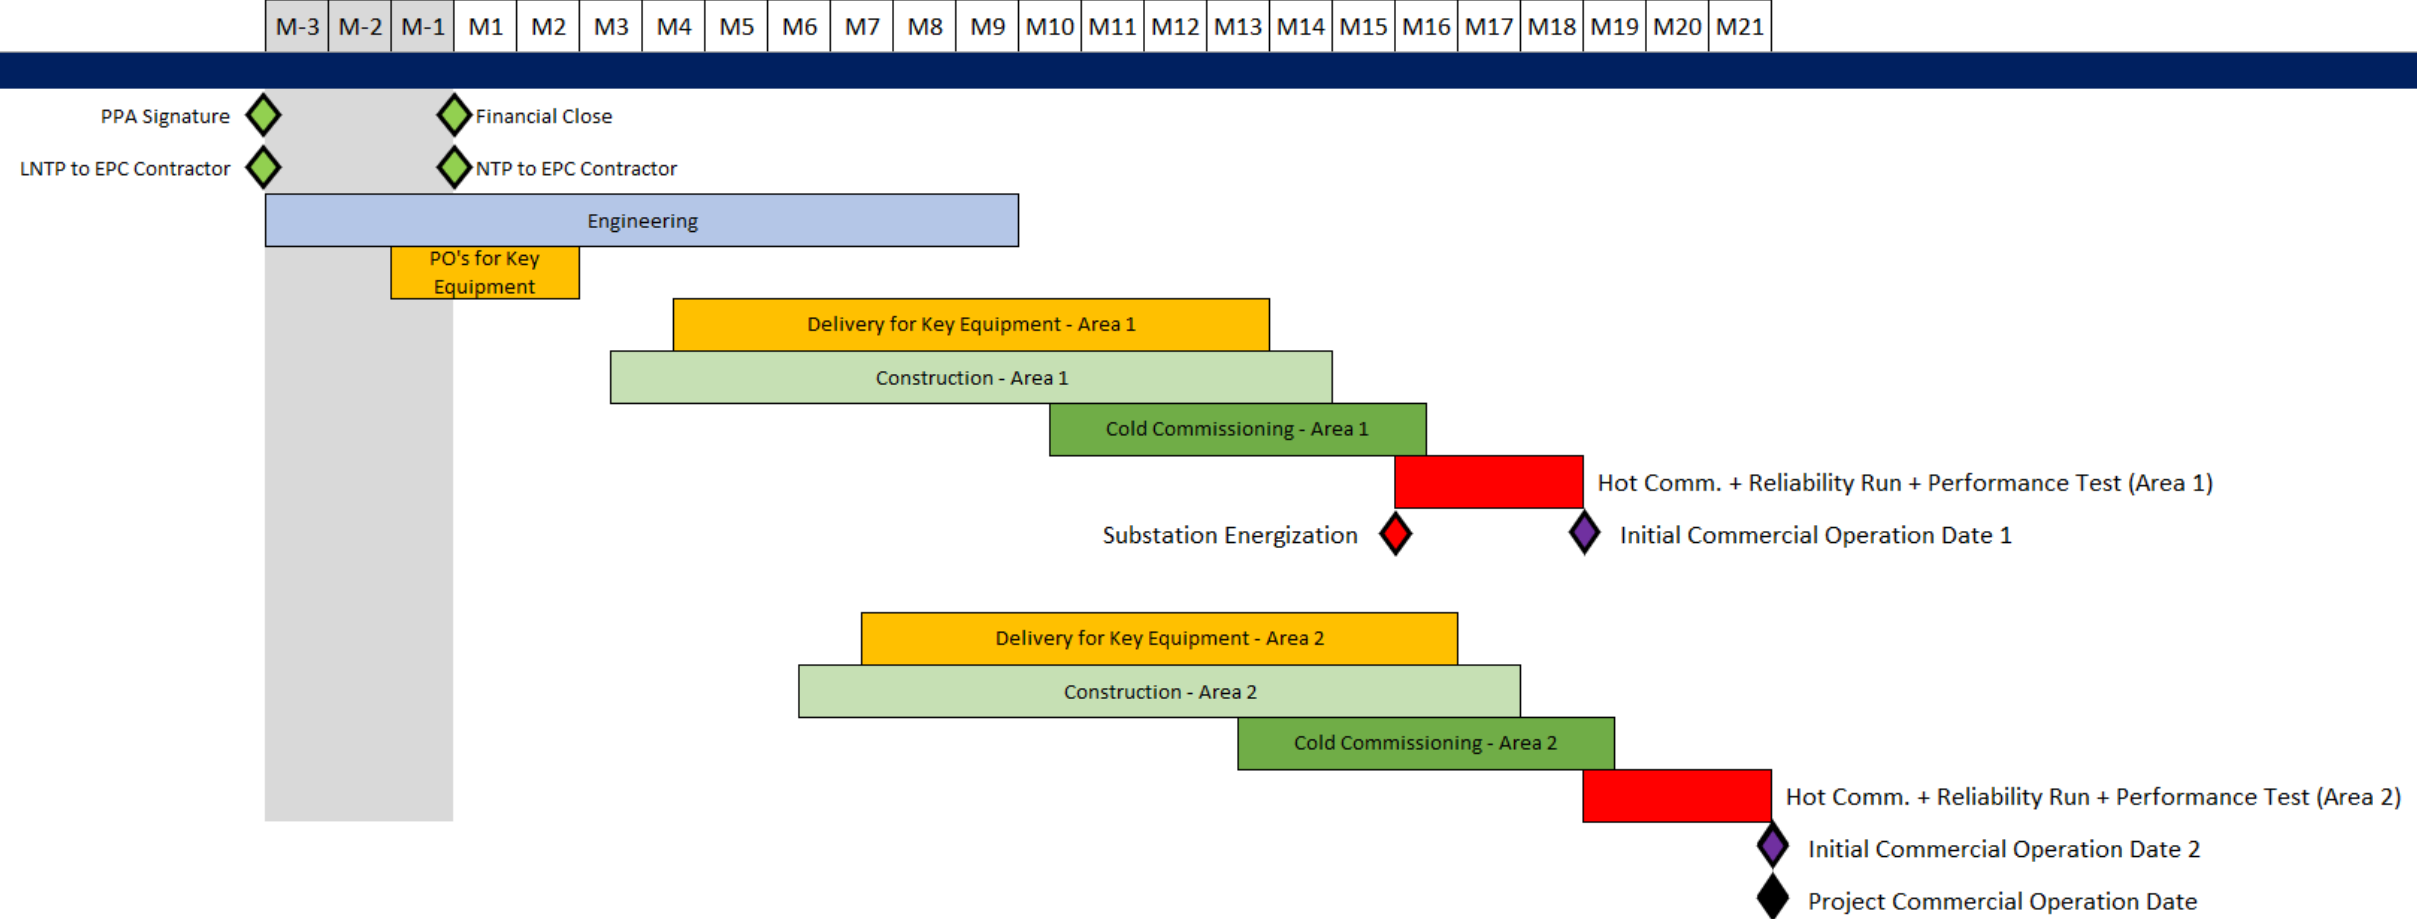 M-3 M-2 M-1 M1 M2 M3 M4 M5 M6 M7 M8 M9 M10 M11 M12 M13 M14 M15 M16 M17 M18 M19 M20 M21
PPA Signature Financial Close
LNTP to EPC Contractor NTP to EPC Contractor
Engineering
PO's for Key
Equipment
Delivery for Key Equipment - Area 1
Construction - Area 1
Cold Commissioning - Area 1
Hot Comm. + Reliability Run + Performance Test (Area 1)
Substation Energization Initial Commercial Operation Date 1
Delivery for Key Equipment - Area 2
Construction - Area 2
Cold Commissioning - Area 2
Hot Comm. + Reliability Run + Performance Test (Area 2)
Initial Commercial Operation Date 2
Project Commercial Operation Date